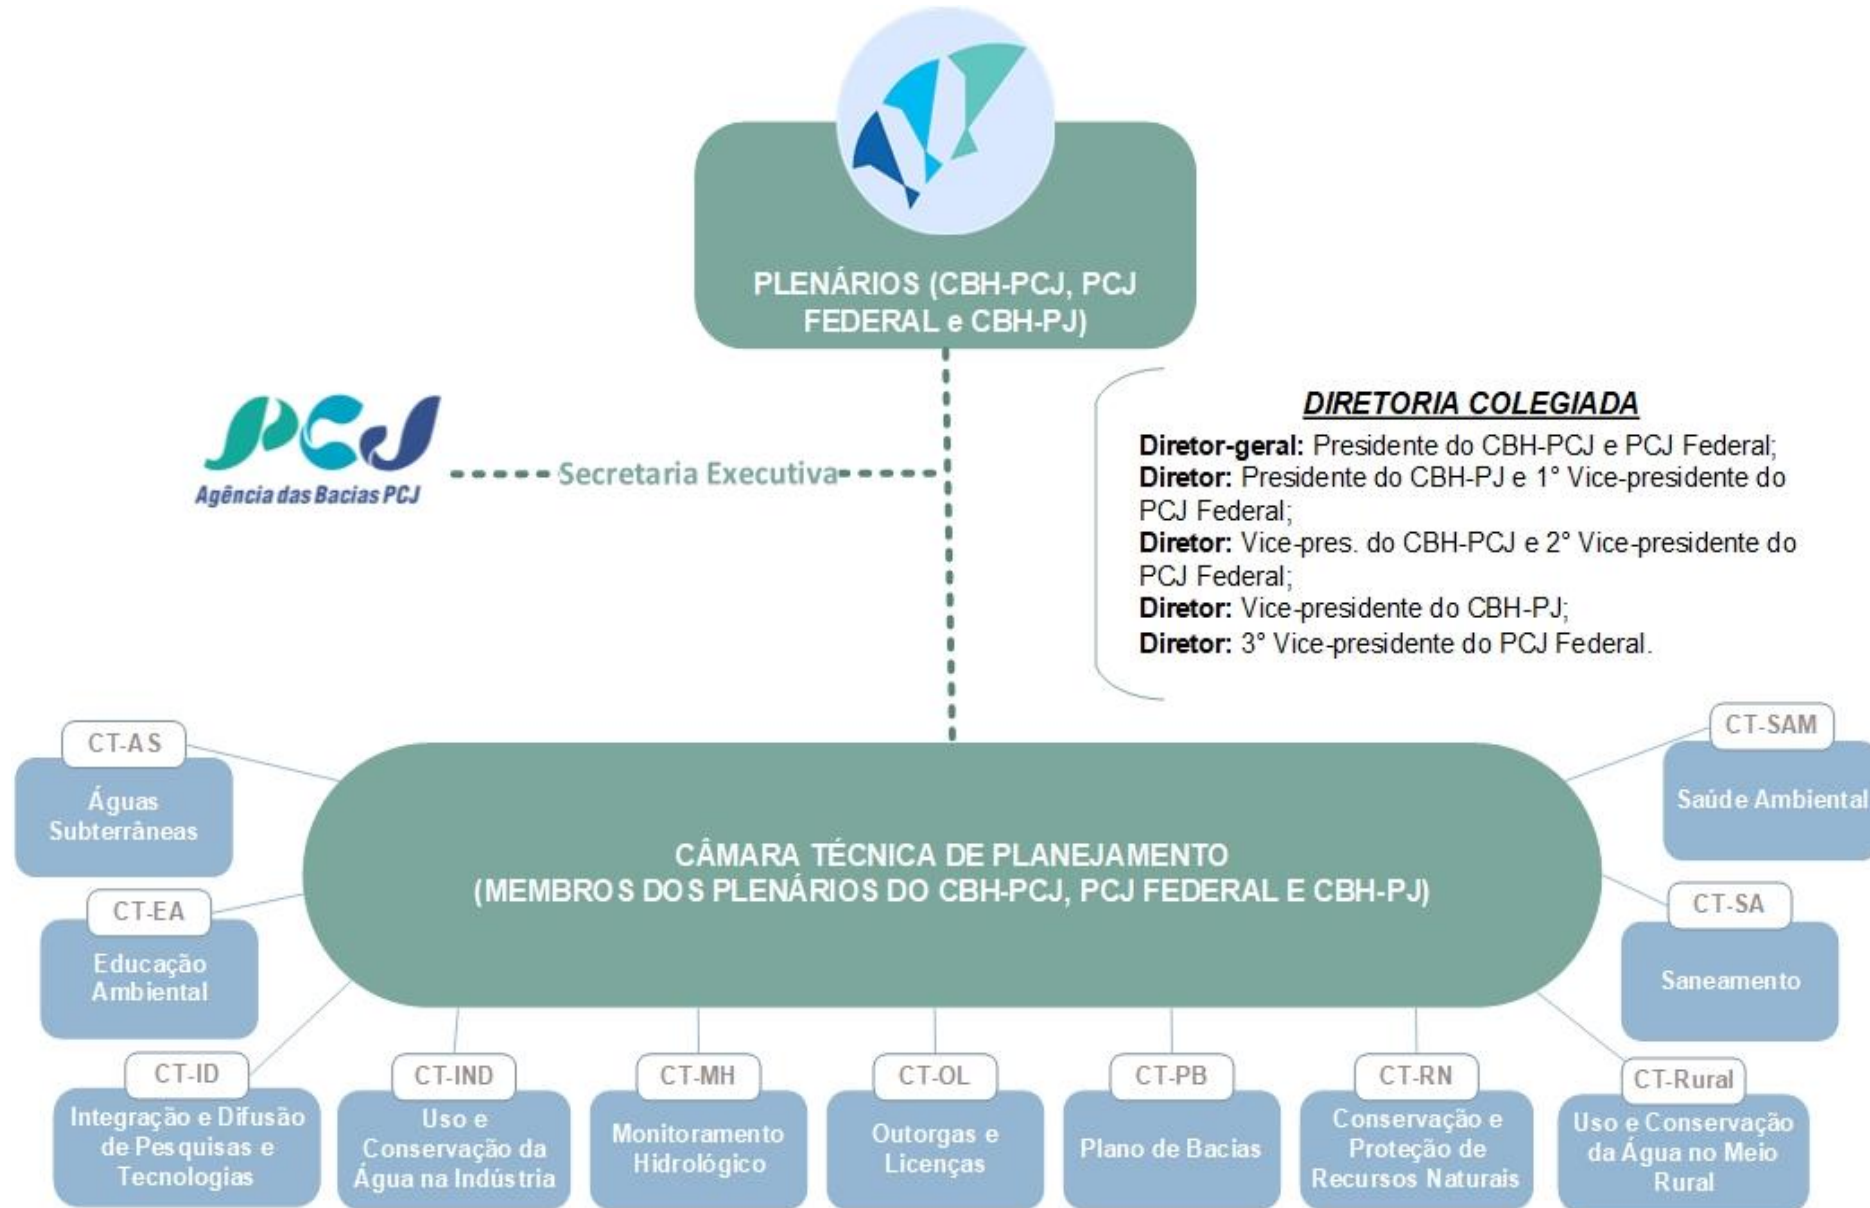 PLENÁRIOS (CBH-PCJ, PCJ
FEDERAL e CBH-PJ)
PCJ
Agência das Bacias PCJ
Secretaria Executiva
DIRETORIA COLEGIADA
Diretor-geral: Presidente do CBH-PCJ e PCJ Federal;
Diretor: Presidente do CBH-PJ e 1° Vice-presidente do
PCJ Federal;
Diretor: Vice-pres. do CBH-PCJ e 2° Vice-presidente do
PCJ Federal;
Diretor: Vice-presidente do CBH-PJ;
Diretor: 3° Vice-presidente do PCJ Federal.
CÂMARA TÉCNICA DE PLANEJAMENTO
(MEMBROS DOS PLENÁRIOS DO CBH-PCJ, PCJ FEDERAL E CBH-PJ)
CT-AS
Águas
Subterrâneas
CT-EA
Educação
Ambiental
CT-ID
Integração e Difusão
de Pesquisas e
Tecnologias
CT-IND
Uso e
Conservação da
Água na Indústria
CT-MH
Monitoramento
Hidrológico
CT-OL
Outorgas e
Licenças
CT-PB
Plano de Bacias
CT-RN
Conservação e
Proteção de
Recursos Naturais
CT-Rural
Uso e Conservação
da Água no Meio
Rural
CT-SA
Saneamento
CT-SAM
Saúde Ambiental